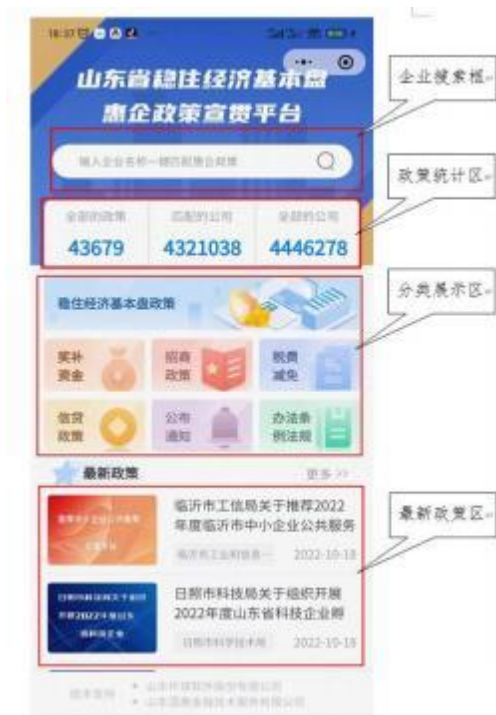 16:37
山东省稳住经济基本盘
惠企政策宣贯平台
输入企业名称一键匹配惠企政策
全部的政策 匹配的公司 全部的公司
43679 4321038 4446278
稳住经济基本盘政策
奖补
资金
招商
政策
税费
减免
信贷
政策
公布
通知
办法条
例法规
最新政策 更多 >>
临沂市工信局关于推荐2022
年度临沂市中小企业公共服务
2022-10-18
日照市科技局关于组织开展
2022年度山东省科技企业孵
日照市科学技术局 2022-10-18
企业搜索框
政策统计区
分类展示区
最新政策区